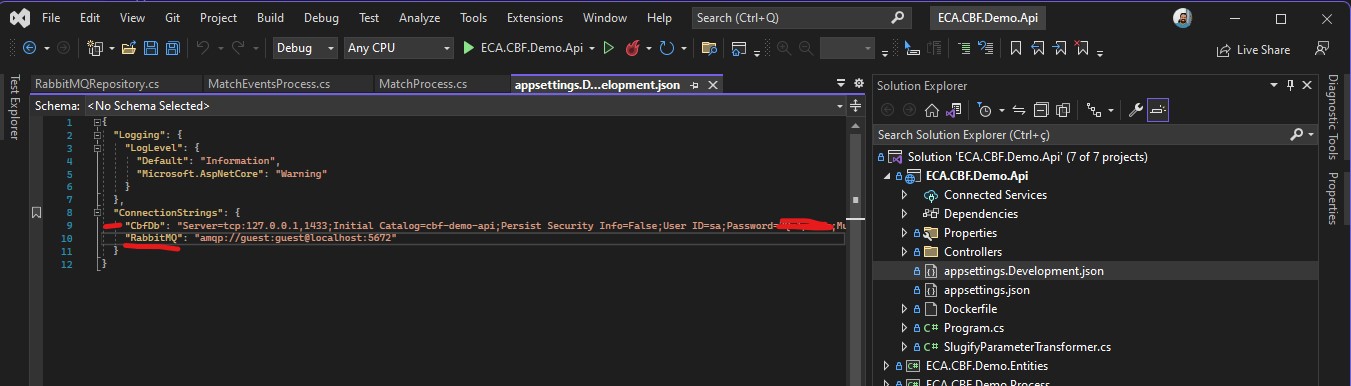 File Edit View Git Project Build Debug Test Analyze Tools Extensions Window Help Search (Ctrl+Q) ECA.CBF.Demo.Api
Debug Any CPU ECA.CBF.Demo.Api Live Share
Test Explorer
RabbitMQRepository.cs MatchEventsProcess.cs MatchProcess.cs appsettings.D...elopment.json
Schema: <No Schema Selected>
1 {
2 "Logging": {
3 "LogLevel": {
4 "Default": "Information",
5 "Microsoft.AspNetCore": "Warning"
6 }
7 },
8 "ConnectionStrings": {
9 "CbfDb": "Server=tcp:127.0.0.1,1433;Initial Catalog=cbf-demo-api;Persist Security Info=False;User ID=sa;Password=
10 "RabbitMQ": "amqp://guest:guest@localhost:5672"
11 }
12 }
Solution Explorer
Search Solution Explorer (Ctrl+ç)
Solution 'ECA.CBF.Demo.Api' (7 of 7 projects)
ECA.CBF.Demo.Api
Connected Services
Dependencies
Properties
Controllers
appsettings.Development.json
appsettings.json
Dockerfile
C# Program.cs
C# SlugifyParameterTransformer.cs
C# ECA.CBF.Demo.Entities
ECA.CBF.Demo.Process
Diagnostic Tools
Properties